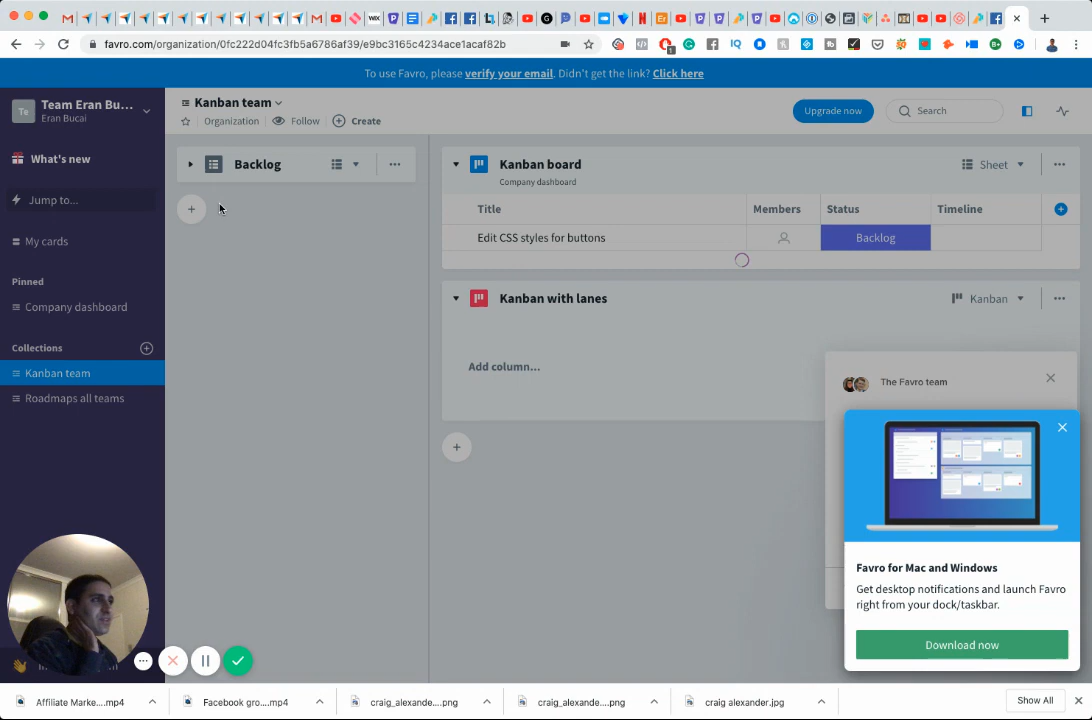 favro.com/organization/0fc222d04fc3fb5a6786af39/e9bc3165c4234ace1acaf82b
To use Favro, please verify your email. Didn't get the link? Click here
Te
Team Eran Bu...
Eran Bucai
What's new
Jump to...
My cards
Pinned
Company dashboard
Collections
Kanban team
Roadmaps all teams
Kanban team
Organization
Follow
Create
Upgrade now
Search
Backlog
Kanban board
Company dashboard
Sheet
Title
Members
Status
Timeline
Edit CSS styles for buttons
Backlog
Kanban with lanes
Kanban
Add column...
The Favro team
Favro for Mac and Windows
Get desktop notifications and launch Favro
right from your dock/taskbar.
Download now
Affiliate Marke....mp4
Facebook gro....mp4
craig_alexande....png
craig_alexande....png
craig alexander.jpg
Show All